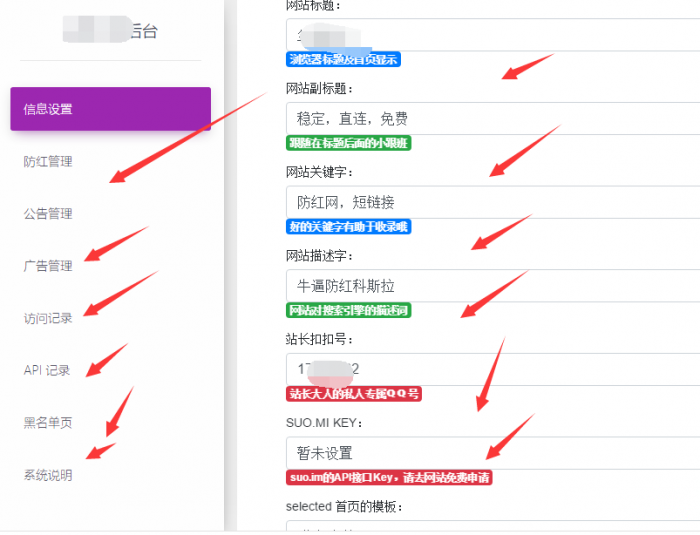 后台
信息设置
防红管理
公告管理
广告管理
访问记录
API 记录
黑名单页
系统说明
网站标题：
浏览器标题及首页显示
网站副标题：
稳定，直连，免费
跟随在标题后面的小跟班
网站关键字：
防红网，短链接
好的关键字有助于收录哦
网站描述字：
牛逼防红科斯拉
网站对搜索引擎的描述词
站长扣扣号：
站长大人的私人专属QQ号
SUO.MI KEY：
暂未设置
suo.im的API接口Key，请去网站免费申请
selected 首页的模板：